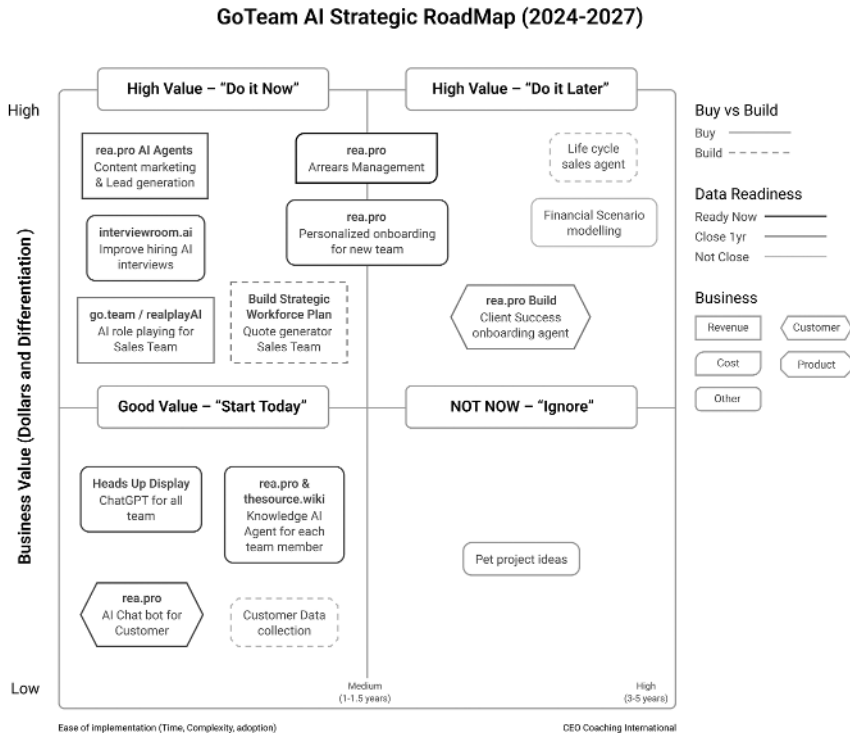 GoTeam AI Strategic RoadMap (2024-2027)
High
Business Value (Dollars and Differentiation)
Low
High Value – “Do it Now”
rea.pro AI Agents
Content marketing
& Lead generation
rea.pro
Arrears Management
interviewroom.ai
Improve hiring AI
interviews
rea.pro
Personalized onboarding
for new team
go.team / realplayAI
AI role playing for
Sales Team
Build Strategic
Workforce Plan
Quote generator
Sales Team
High Value – “Do it Later”
Life cycle
sales agent
Financial Scenario
modelling
rea.pro Build
Client Success
onboarding agent
Good Value – “Start Today”
Heads Up Display
ChatGPT for all
team
rea.pro &
thesource.wiki
Knowledge AI
Agent for each
team member
rea.pro
AI Chat bot for
Customer
Customer Data
collection
NOT NOW – “Ignore”
Pet project ideas
Medium
(1-1.5 years)
High
(3-5 years)
Ease of implementation (Time, Complexity, adoption)
CEO Coaching International
Buy vs Build
Buy
Build
Data Readiness
Ready Now
Close 1yr
Not Close
Business
Revenue
Customer
Cost
Product
Other